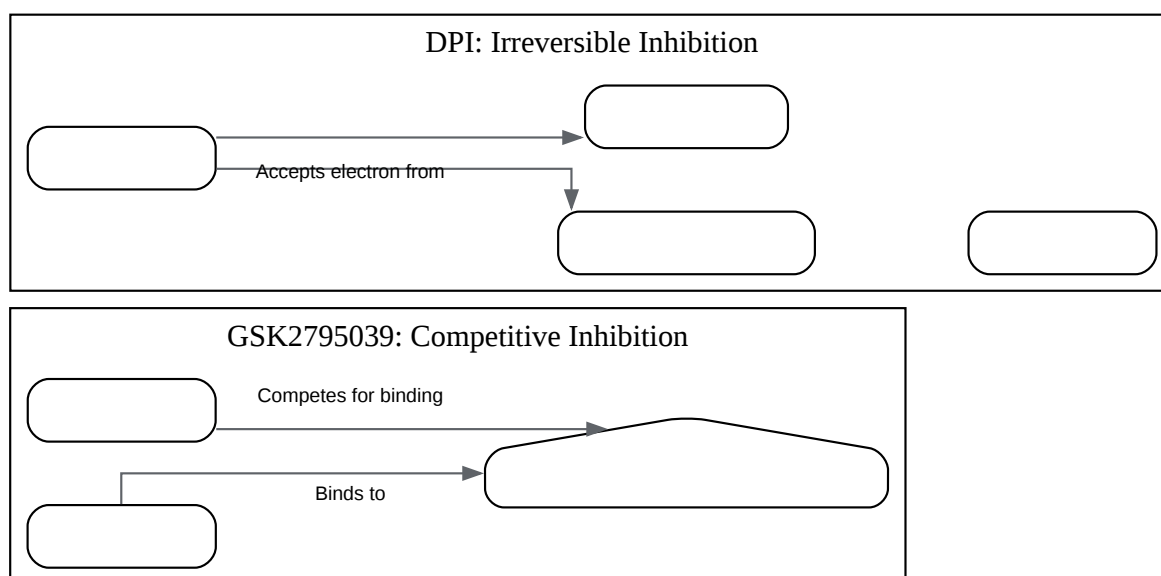 DPI: Irreversible Inhibition
Accepts electron from
GSK2795039: Competitive Inhibition
Competes for binding
Binds to